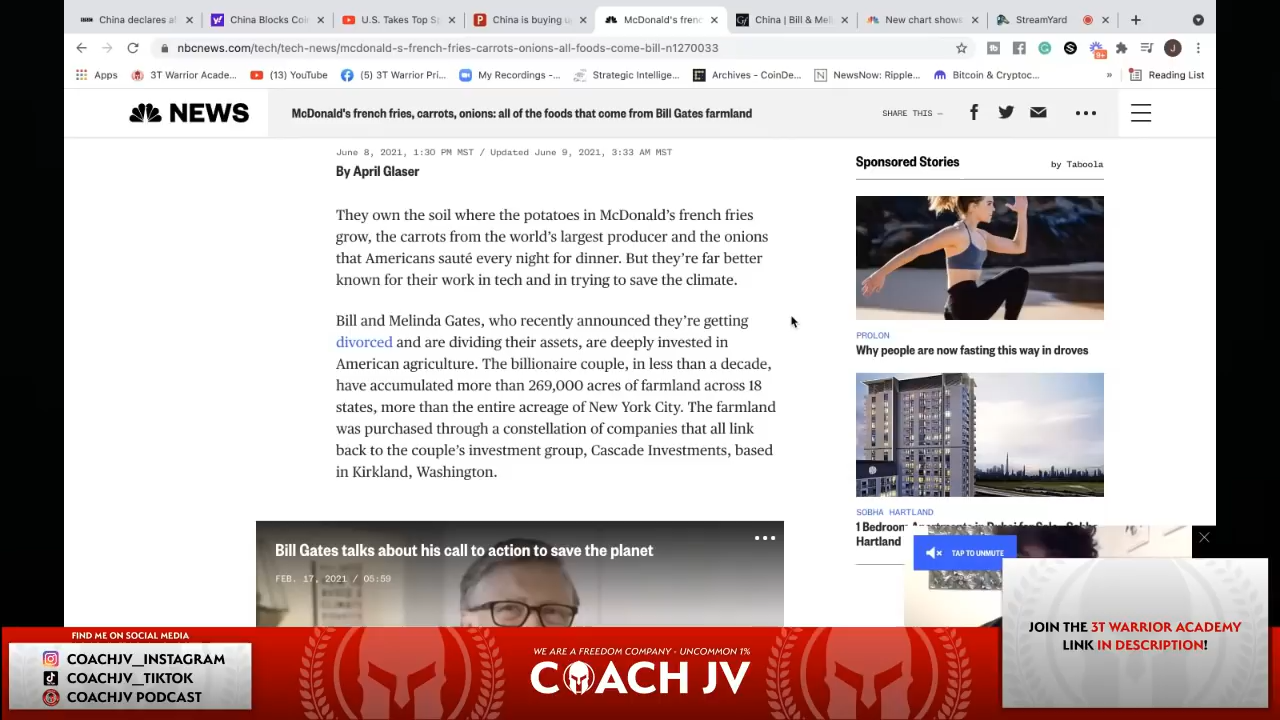 China declares al
China Blocks Coi
U.S. Takes Top S
China is buying u
McDonald's frenc
China | Bill & Meli
New chart shows
StreamYard
nbcnews.com/tech/tech-news/mcdonald-s-french-fries-carrots-onions-all-foods-come-bill-n1270033
Apps
3T Warrior Acade...
(13) YouTube
(5) 3T Warrior Pri...
My Recordings -...
Strategic Intellige...
Archives - CoinDe...
NewsNow: Ripple...
Bitcoin & Cryptoc...
»
Reading List
NEWS
McDonald's french fries, carrots, onions: all of the foods that come from Bill Gates farmland
SHARE THIS —
June 8, 2021, 1:30 PM MST / Updated June 9, 2021, 3:33 AM MST
By April Glaser
They own the soil where the potatoes in McDonald's french fries
grow, the carrots from the world's largest producer and the onions
that Americans sauté every night for dinner. But they're far better
known for their work in tech and in trying to save the climate.
Bill and Melinda Gates, who recently announced they're getting
divorced and are dividing their assets, are deeply invested in
American agriculture. The billionaire couple, in less than a decade,
have accumulated more than 269,000 acres of farmland across 18
states, more than the entire acreage of New York City. The farmland
was purchased through a constellation of companies that all link
back to the couple's investment group, Cascade Investments, based
in Kirkland, Washington.
Bill Gates talks about his call to action to save the planet
FEB. 17, 2021 / 05:59
Sponsored Stories
by Taboola
PROLON
Why people are now fasting this way in droves
SOBHA HARTLAND
1 Bedroom Apartments in Dubai for Sale - Sobha
Hartland
TAP TO UNMUTE
JOIN THE 3T WARRIOR ACADEMY
LINK IN DESCRIPTION!
FIND ME ON SOCIAL MEDIA
COACHJV_INSTAGRAM
COACHJV_TIKTOK
COACHJV PODCAST
WE ARE A FREEDOM COMPANY - UNCOMMON 1%
COACH JV